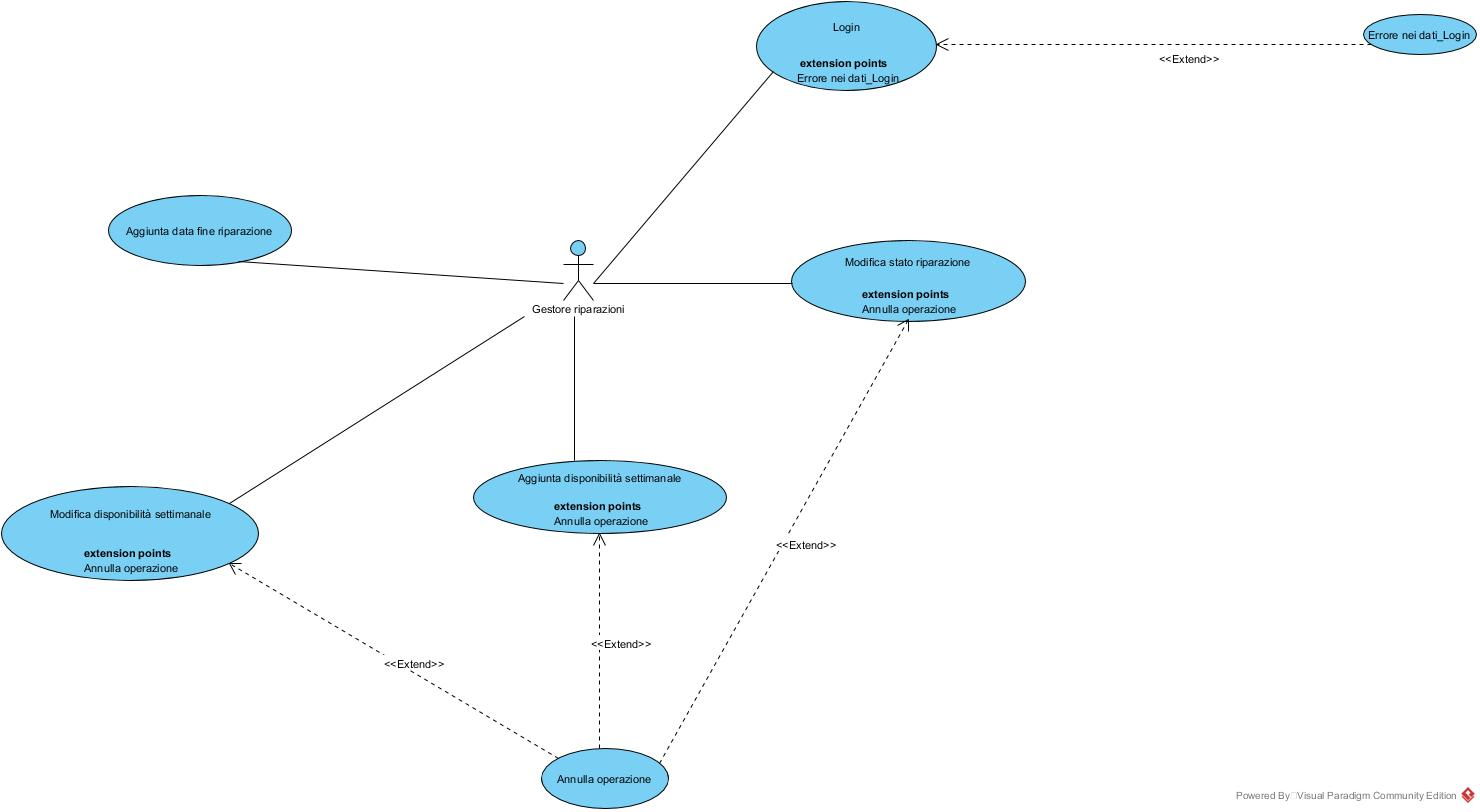 Login
extension points
Errore nei dati_Login
Errore nei dati_Login
<<Extend>>
Aggiunta data fine riparazione
Gestore riparazioni
Modifica stato riparazione
extension points
Annulla operazione
Modifica disponibilità settimanale
extension points
Annulla operazione
Aggiunta disponibilità settimanale
extension points
Annulla operazione
<<Extend>>
<<Extend>>
<<Extend>>
Annulla operazione
Powered By Visual Paradigm Community Edition